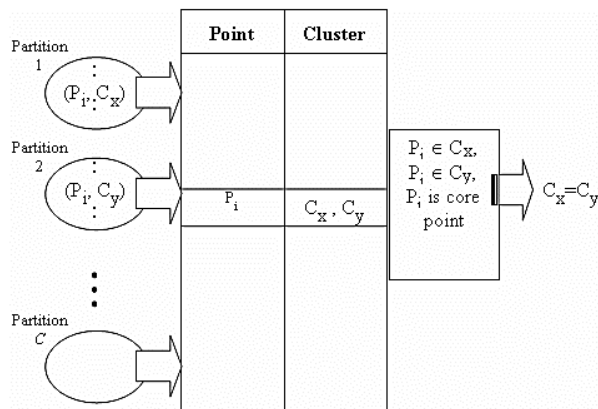 Partition
1
(Pi, Cx)
Partition
2
(Pi, Cy)
Partition
C
Point Cluster
Pi Cx , Cy
Pi ∈ Cx,
Pi ∈ Cy,
Pi is core
point
Cx=Cy